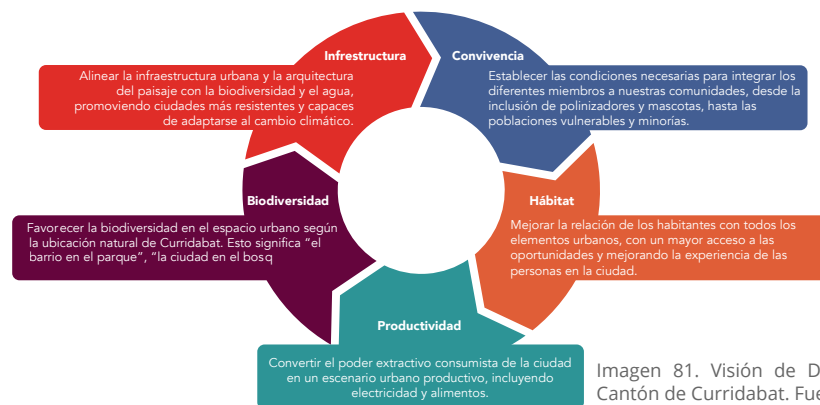 Infrestructura
Alinear la infraestructura urbana y la arquitectura
del paisaje con la biodiversidad y el agua,
promoviendo ciudades más resistentes y capaces
de adaptarse al cambio climático.
Convivencia
Establecer las condiciones necesarias para integrar los
diferentes miembros a nuestras comunidades, desde la
inclusión de polinizadores y mascotas, hasta las
poblaciones vulnerables y minorías.
Biodiversidad
Favorecer la biodiversidad en el espacio urbano según
la ubicación natural de Curridabat. Esto significa “el
barrio en el parque”, “la ciudad en el bosq
Hábitat
Mejorar la relación de los habitantes con todos los
elementos urbanos, con un mayor acceso a las
oportunidades y mejorando la experiencia de las
personas en la ciudad.
Productividad
Convertir el poder extractivo consumista de la ciudad
en un escenario urbano productivo, incluyendo
electricidad y alimentos.
Imagen 81. Visión de D
Cantón de Curridabat. Fue